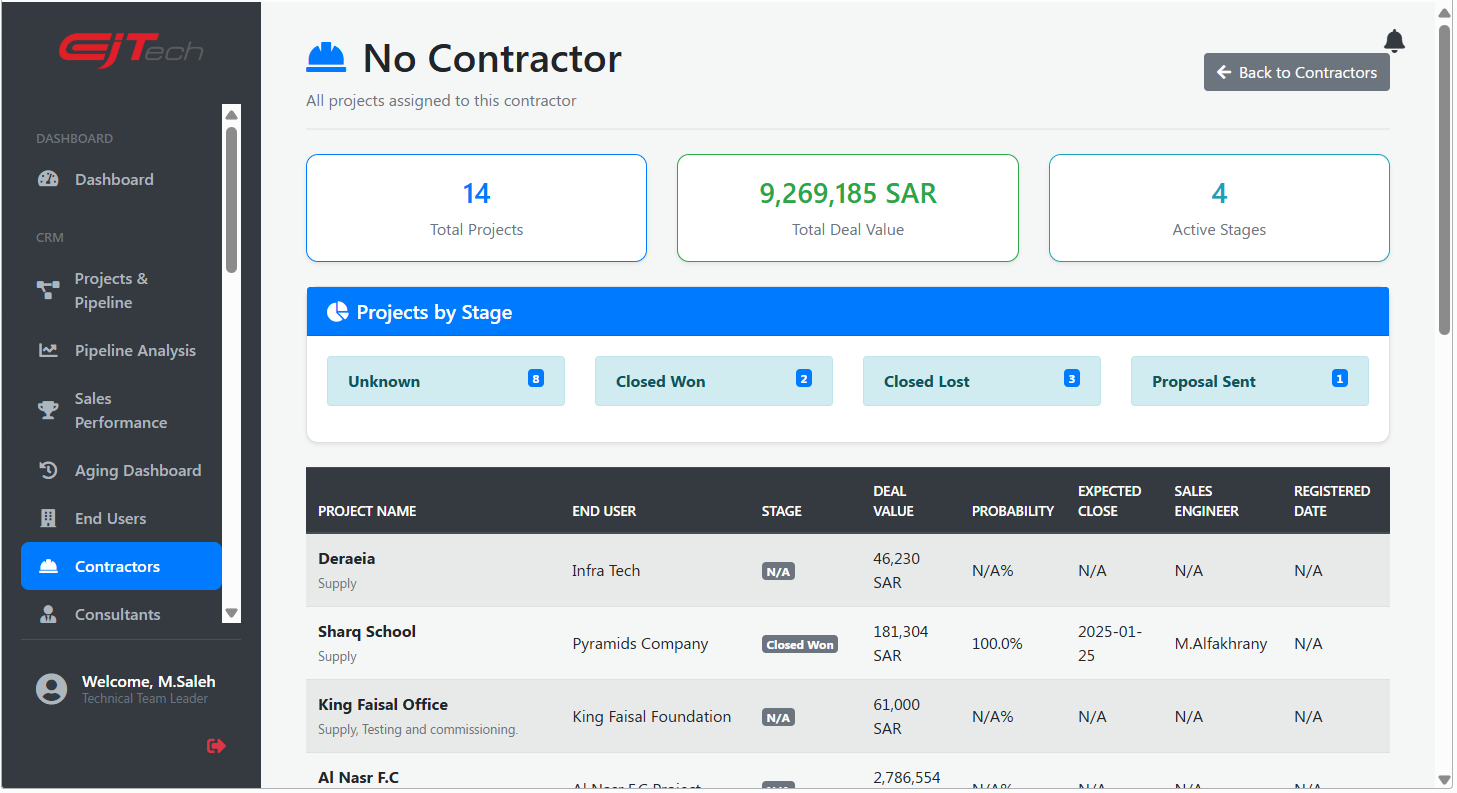 EJTech
DASHBOARD
Dashboard
CRM
Projects &
Pipeline
Pipeline Analysis
Sales
Performance
Aging Dashboard
End Users
Contractors
Consultants
Welcome, M.Saleh
Technical Team Leader
No Contractor
All projects assigned to this contractor
Back to Contractors
14
Total Projects
9,269,185 SAR
Total Deal Value
4
Active Stages
Projects by Stage
Unknown 8
Closed Won 2
Closed Lost 3
Proposal Sent 1
PROJECT NAME END USER STAGE DEAL VALUE PROBABILITY EXPECTED CLOSE SALES ENGINEER REGISTERED DATE
Deraeia
Supply
Infra Tech
N/A
46,230
SAR
N/A%
N/A
N/A
N/A
Sharq School
Supply
Pyramids Company
Closed Won
181,304
SAR
100.0%
2025-01-
25
M.Alfakhrany
N/A
King Faisal Office
Supply, Testing and commissioning.
King Faisal Foundation
N/A
61,000
SAR
N/A%
N/A
N/A
N/A
Al Nasr F.C
Al Nasr F.C Project
N/A
2,786,554
N/A%
N/A
N/A
N/A